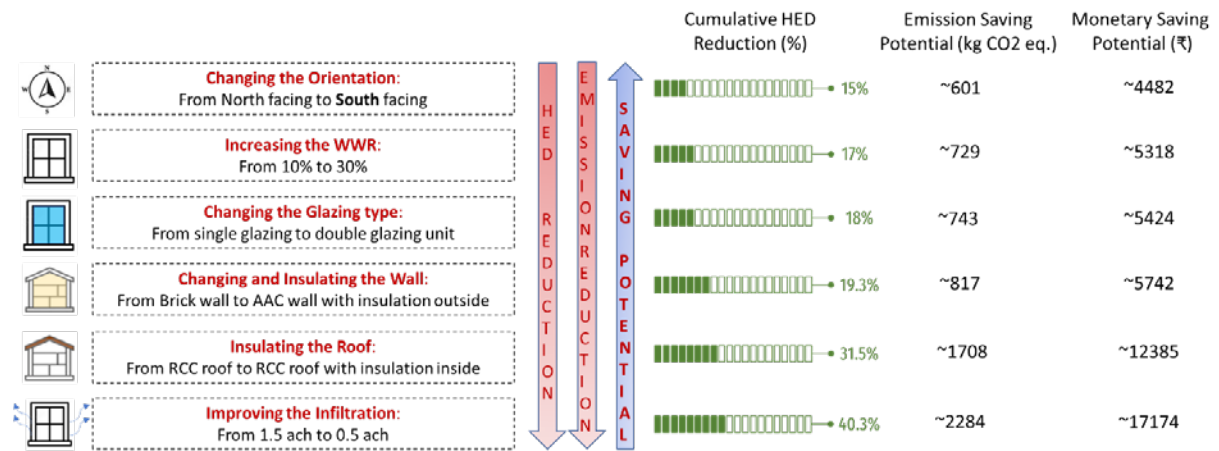 Cumulative HED
Reduction (%)
Emission Saving
Potential (kg CO2 eq.)
Monetary Saving
Potential (₹)
N
W E
S
Changing the Orientation:
From North facing to South facing
15%
~601
~4482
Increasing the WWR:
From 10% to 30%
17%
~729
~5318
Changing the Glazing type:
From single glazing to double glazing unit
18%
~743
~5424
Changing and Insulating the Wall:
From Brick wall to AAC wall with insulation outside
19.3%
~817
~5742
Insulating the Roof:
From RCC roof to RCC roof with insulation inside
31.5%
~1708
~12385
Improving the Infiltration:
From 1.5 ach to 0.5 ach
40.3%
~2284
~17174
HED REDUCTION
EMISSIONREDUCTION
SAVING POTENTIAL